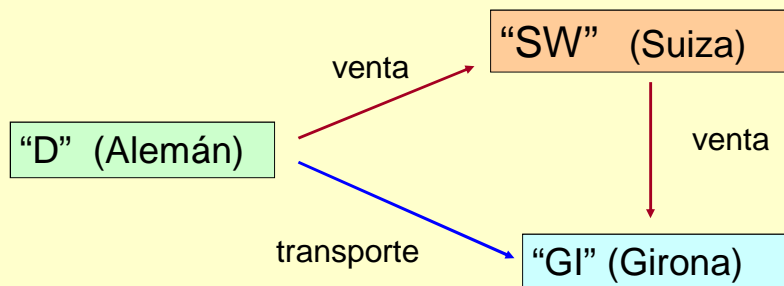 “SW” (Suiza)
venta
“D” (Alemán)
venta
transporte
“GI” (Girona)